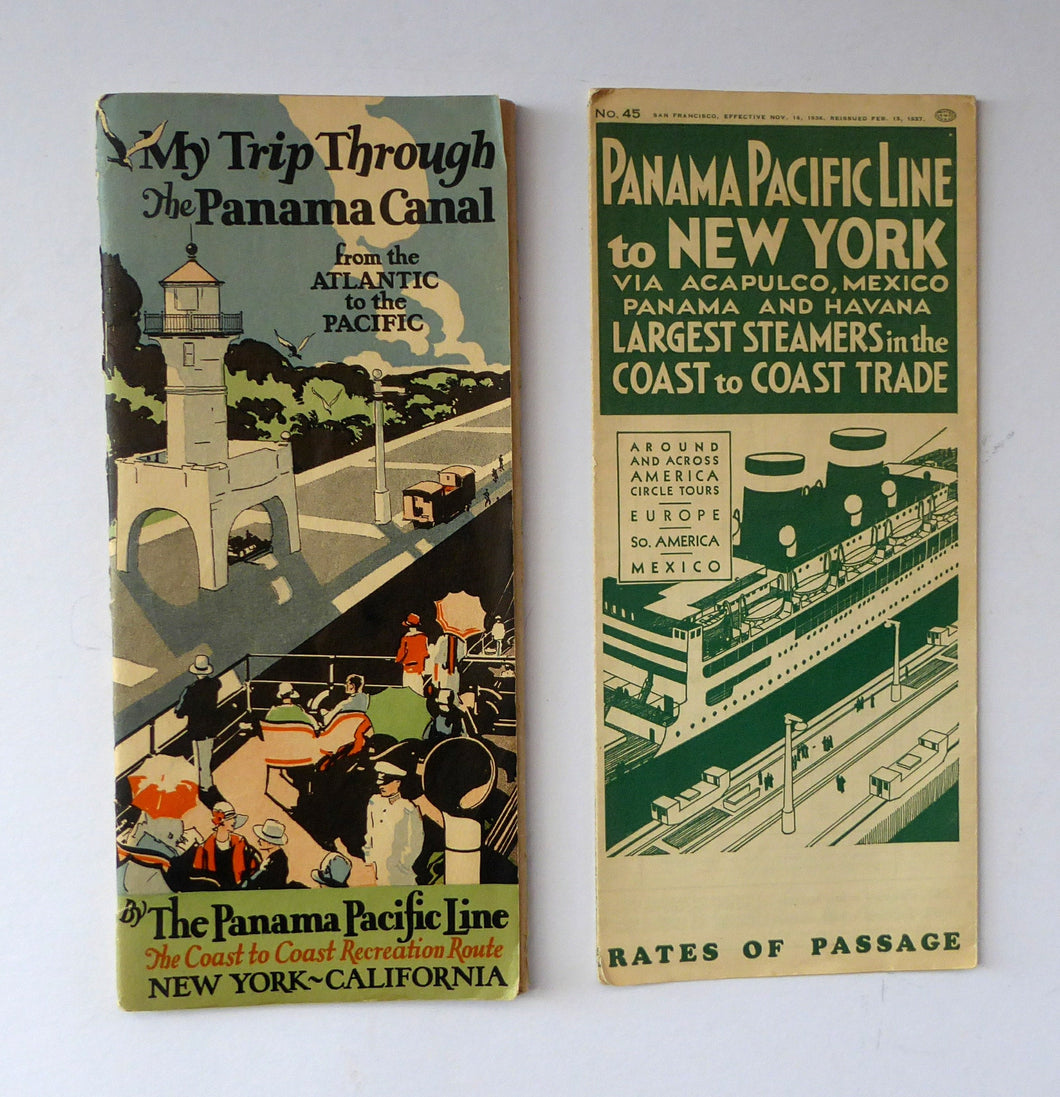 My Trip Through
The Panama Canal
from the
ATLANTIC
to the
PACIFIC
By The Panama Pacific Line
The Coast to Coast Recreation Route
NEW YORK~CALIFORNIA
No. 45 SAN FRANCISCO, EFFECTIVE NOV. 14, 1936, REISSUED FEB. 15, 1937.
PANAMA PACIFIC LINE
to NEW YORK
VIA ACAPULCO, MEXICO
PANAMA AND HAVANA
LARGEST STEAMERS in the
COAST to COAST TRADE
AROUND
AND ACROSS
AMERICA
CIRCLE TOURS
EUROPE
SO. AMERICA
MEXICO
RATES OF PASSAGE